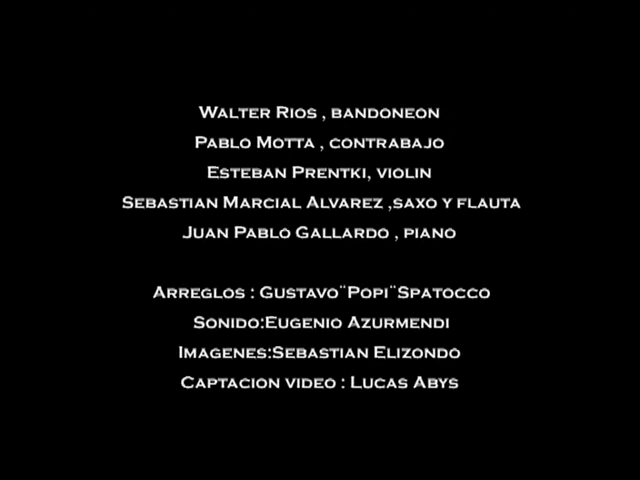 Walter Rios , bandoneon
Pablo Motta , contrabajo
Esteban Prentki, violin
Sebastian Marcial Alvarez ,saxo y flauta
Juan Pablo Gallardo , piano
Arreglos : Gustavo¨Popi¨Spatocco
Sonido:Eugenio Azurmendi
Imagenes:Sebastian Elizondo
Captacion video : Lucas Abys